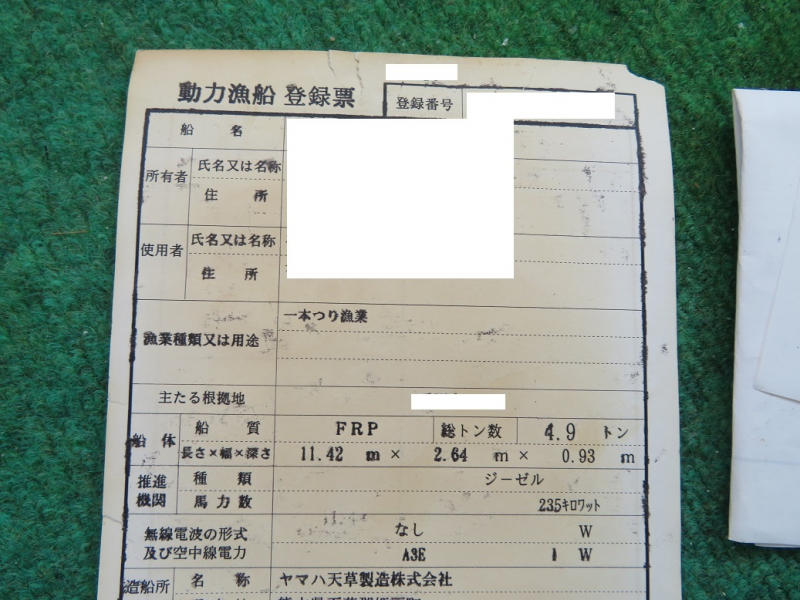 動力漁船 登録票
登録番号
船 名
所有者 氏名又は名称
住 所
使用者 氏名又は名称
住 所
漁業種類又は用途 一本つり漁業
主たる根拠地
船体 船 質 FRP 総トン数 4.9 トン
長さ×幅×深さ 11.42 m × 2.64 m × 0.93 m
推進機関 種 類 ジーゼル
馬力数 235キロワット
無線電波の形式 なし W
及び空中線電力 A3E 1 W
造船所 名 称 ヤマハ天草製造株式会社